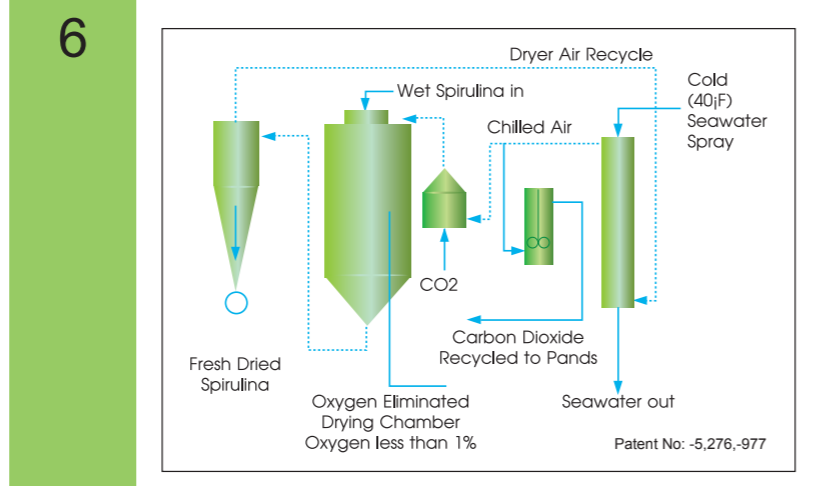 6
Dryer Air Recycle
Wet Spirulina in
Cold
(40¡F)
Seawater
Spray
Chilled Air
CO2
Carbon Dioxide
Recycled to Pands
Fresh Dried
Spirulina
Oxygen Eliminated
Drying Chamber
Oxygen less than 1%
Seawater out
Patent No: -5,276,-977